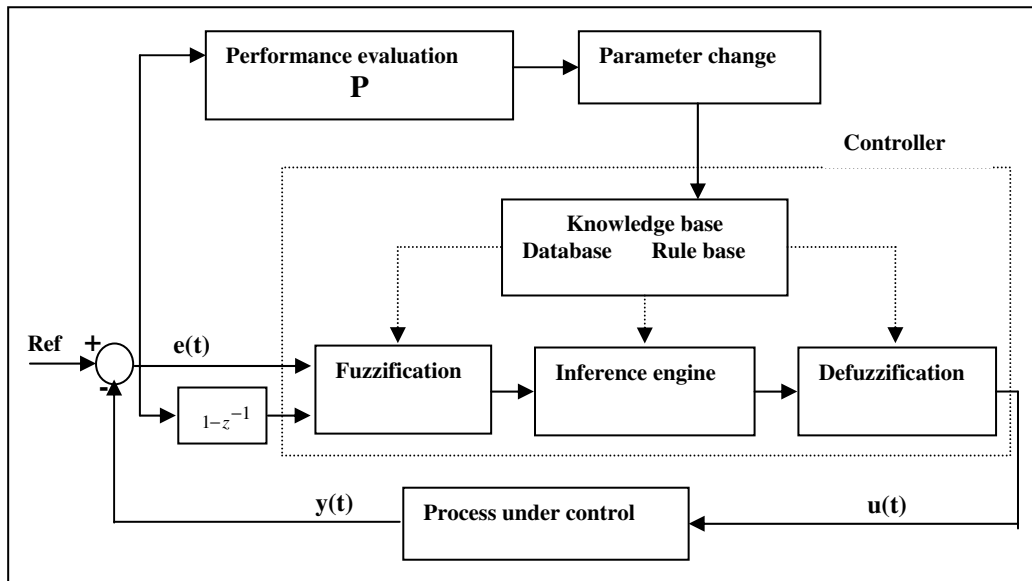 Performance evaluation
P
Parameter change
Controller
Knowledge base
Database Rule base
Ref
+
-
e(t)
Fuzzification
Inference engine
Defuzzification
1-z⁻¹
y(t)
Process under control
u(t)